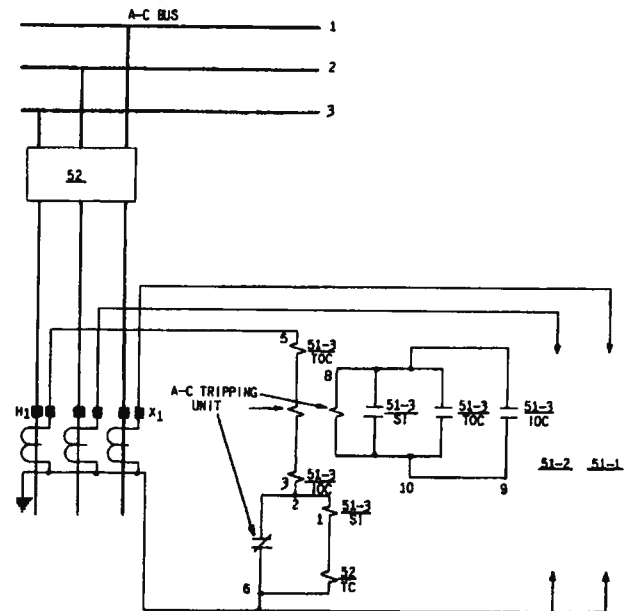 A-C BUS
1
2
3
52
5 51-3
TOC
8
A-C TRIPPING
UNIT
H1 X1
51-3
SI
51-3
TOC
51-3
IOC
51-2 51-1
3 51-3
IOC
2
10 9
1 51-3
SI
6 52
TC